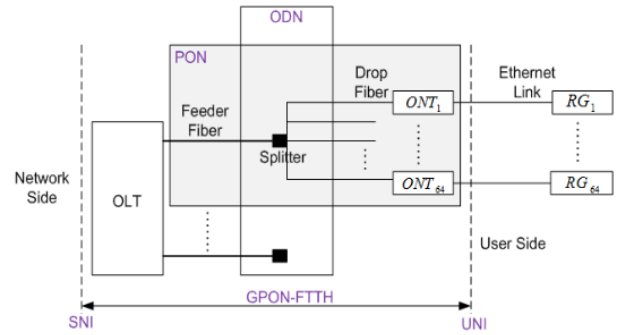 ODN
PON
Drop
Fiber
Ethernet
Link
ONT1
RG1
Feeder
Fiber
Splitter
Network
Side
OLT
ONT64
RG64
User Side
GPON-FTTH
SNI
UNI